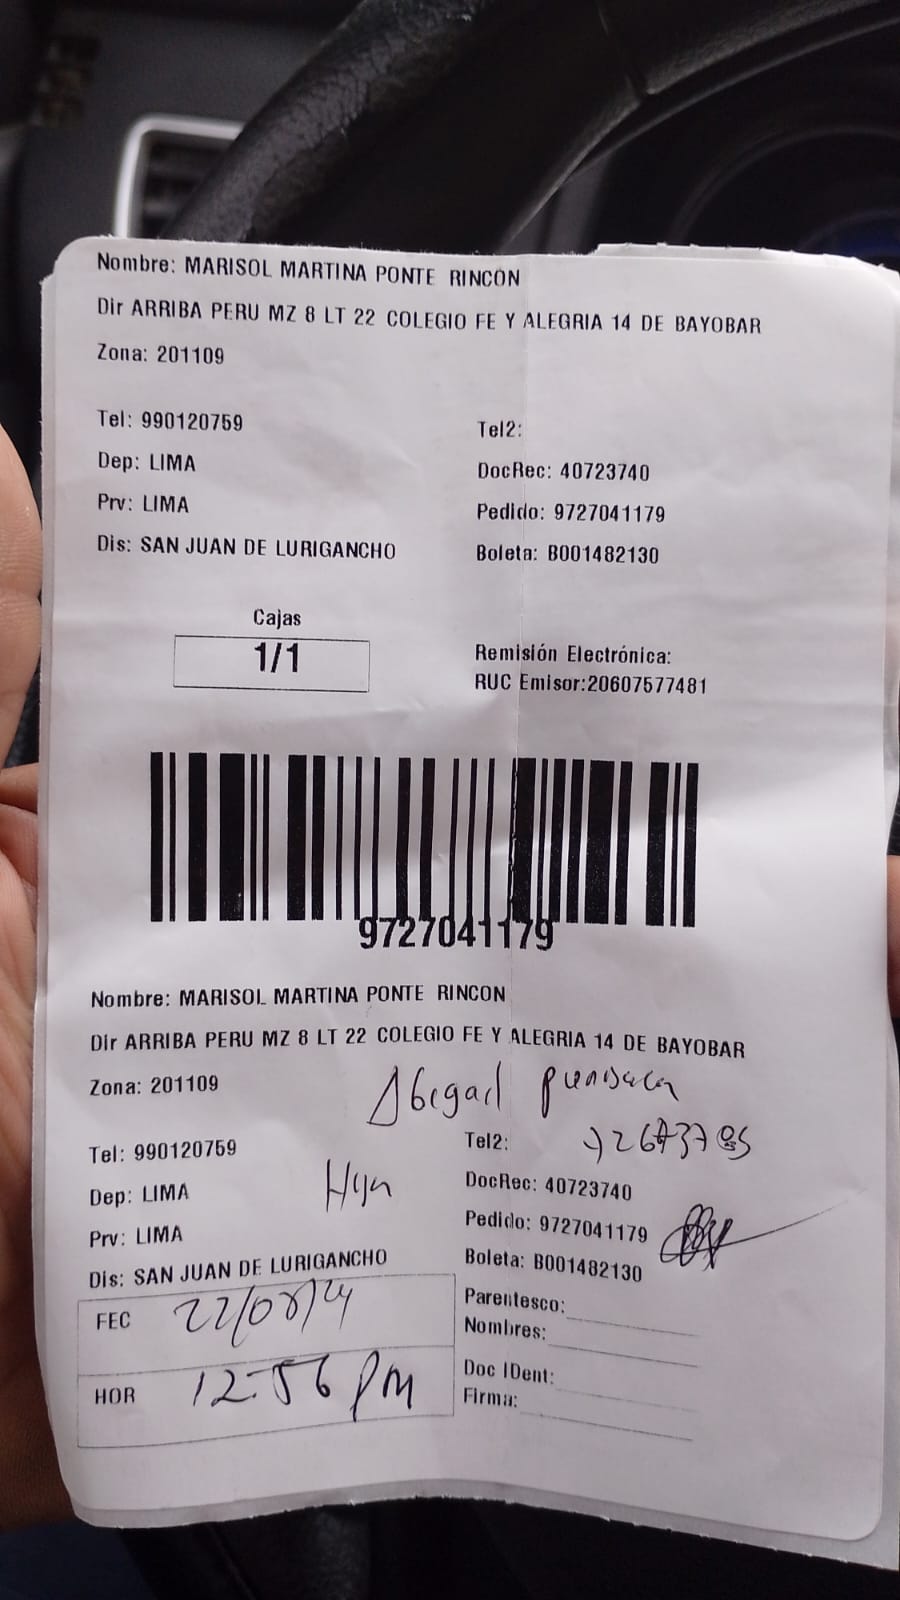 Nombre: MARISOL MARTINA PONTE RINCON
Dir ARRIBA PERU MZ 8 LT 22 COLEGIO FE Y ALEGRIA 14 DE BAYOBAR
Zona: 201109
Tel: 990120759
Tel2:
Dep: LIMA
DocRec: 40723740
Prv: LIMA
Pedido: 9727041179
Dis: SAN JUAN DE LURIGANCHO
Boleta: B001482130
Cajas
1/1
Remisión Electrónica:
RUC Emisor:20607577481
9727041179
Nombre: MARISOL MARTINA PONTE RINCON
Dir ARRIBA PERU MZ 8 LT 22 COLEGIO FE Y ALEGRIA 14 DE BAYOBAR
Zona: 201109
Abigail
Tel: 990120759
Tel2:
Dep: LIMA
Hija
DocRec: 40723740
Prv: LIMA
Pedido: 9727041179
Dis: SAN JUAN DE LURIGANCHO
Boleta: B001482130
FEC 22/08/24
Parentesco:
Nombres:
HOR 12:56 pm
Doc IDent:
Firma: